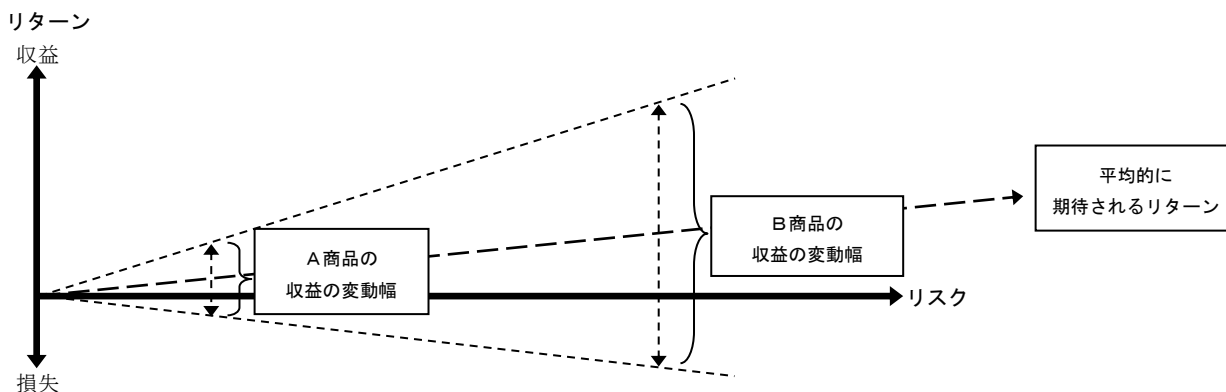 リターン
収益
平均的に
期待されるリターン
B商品の
収益の変動幅
A商品の
収益の変動幅
リスク
損失